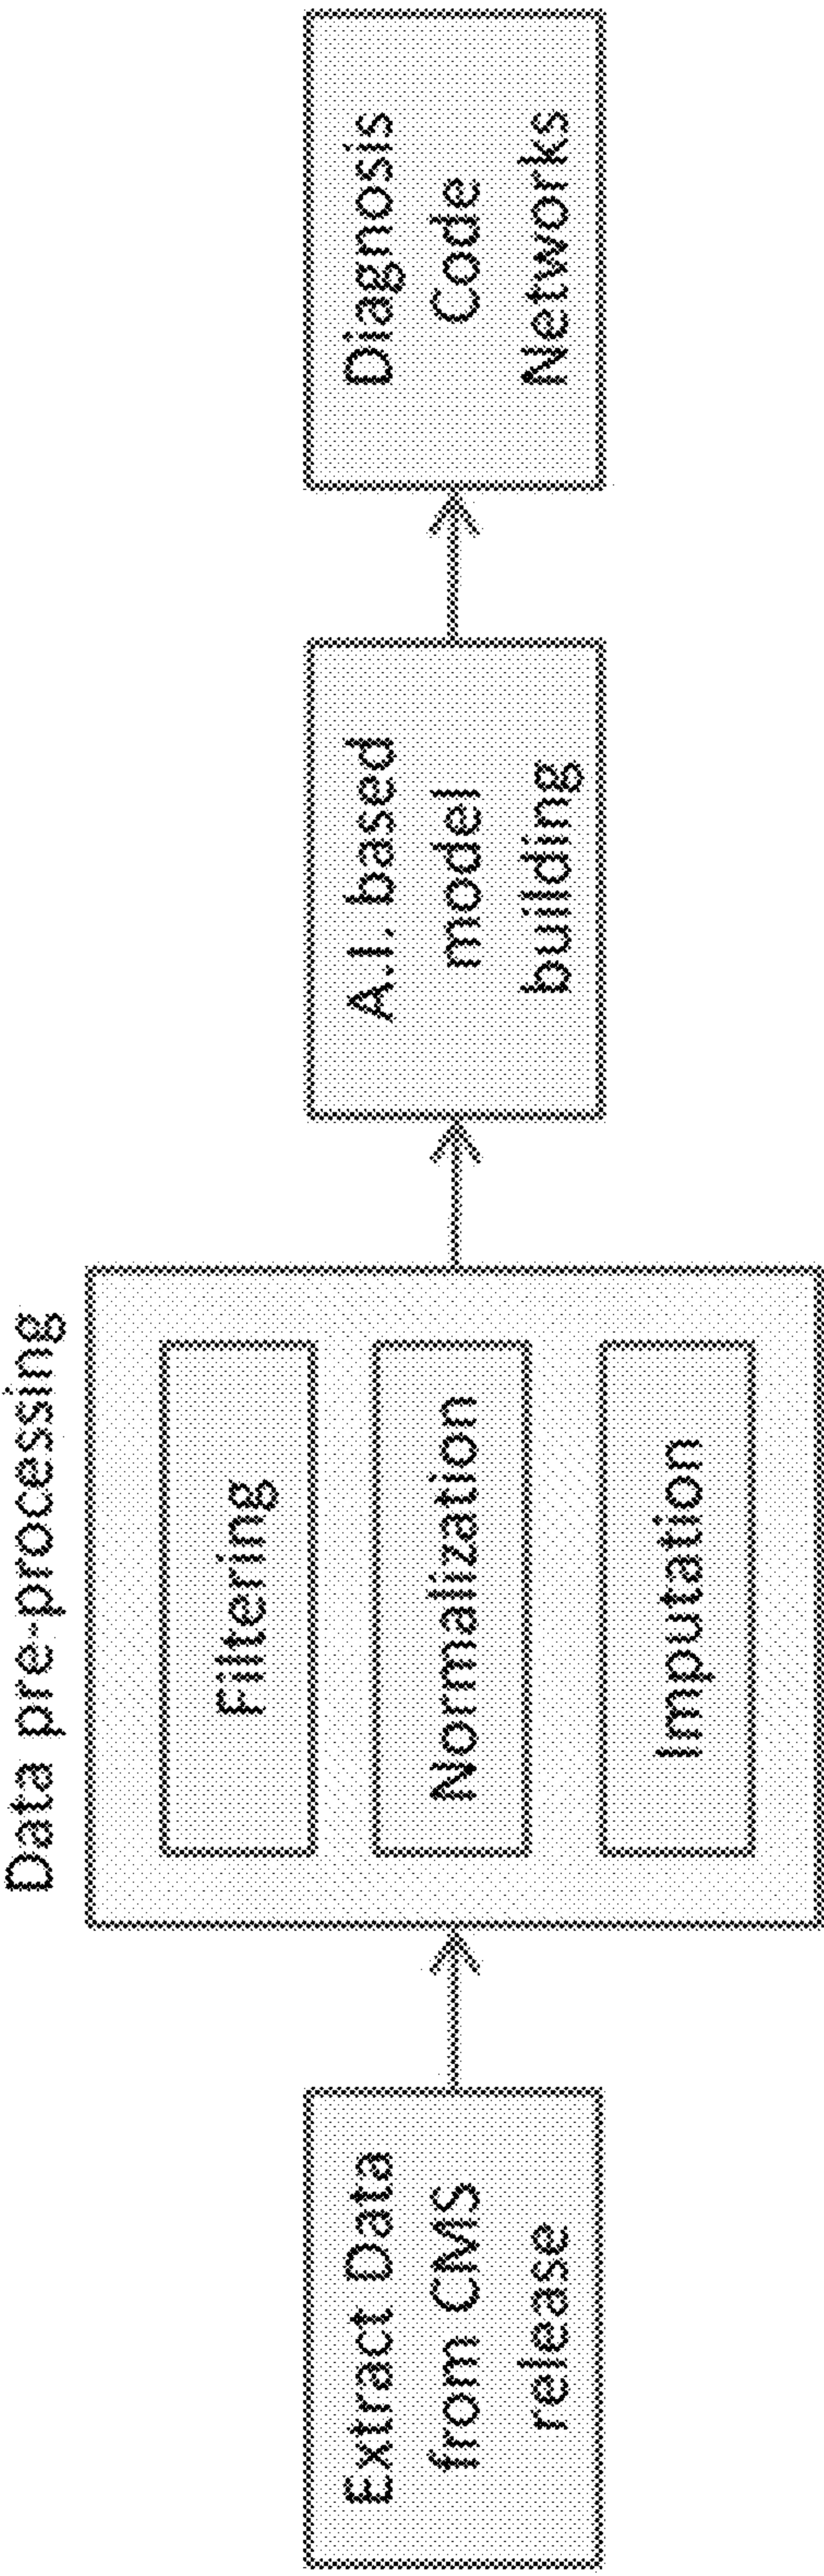 Extract Data
from CMS
release
Data pre-processing
Filtering
Normalization
Imputation
A.I. based
model
building
Diagnosis
Code
Networks